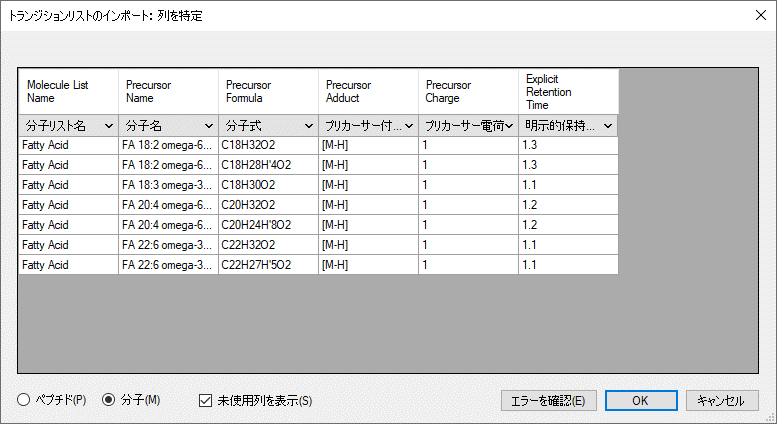 トランジションリストのインポート: 列を特定
Molecule List Name	Precursor Name	Precursor Formula	Precursor Adduct	Precursor Charge	Explicit Retention Time
分子リスト名	分子名	分子式	プリカーサー付...	プリカーサー電荷	明示的保持...
Fatty Acid	FA 18:2 omega-6...	C18H32O2	[M-H]	1	1.3
Fatty Acid	FA 18:2 omega-6...	C18H28H'4O2	[M-H]	1	1.3
Fatty Acid	FA 18:3 omega-3...	C18H30O2	[M-H]	1	1.1
Fatty Acid	FA 20:4 omega-6...	C20H32O2	[M-H]	1	1.2
Fatty Acid	FA 20:4 omega-6...	C20H24H'8O2	[M-H]	1	1.2
Fatty Acid	FA 22:6 omega-3...	C22H32O2	[M-H]	1	1.1
Fatty Acid	FA 22:6 omega-3...	C22H27H'5O2	[M-H]	1	1.1
ペプチド(P)	分子(M)	未使用列を表示(S)	エラーを確認(E)	OK	キャンセル